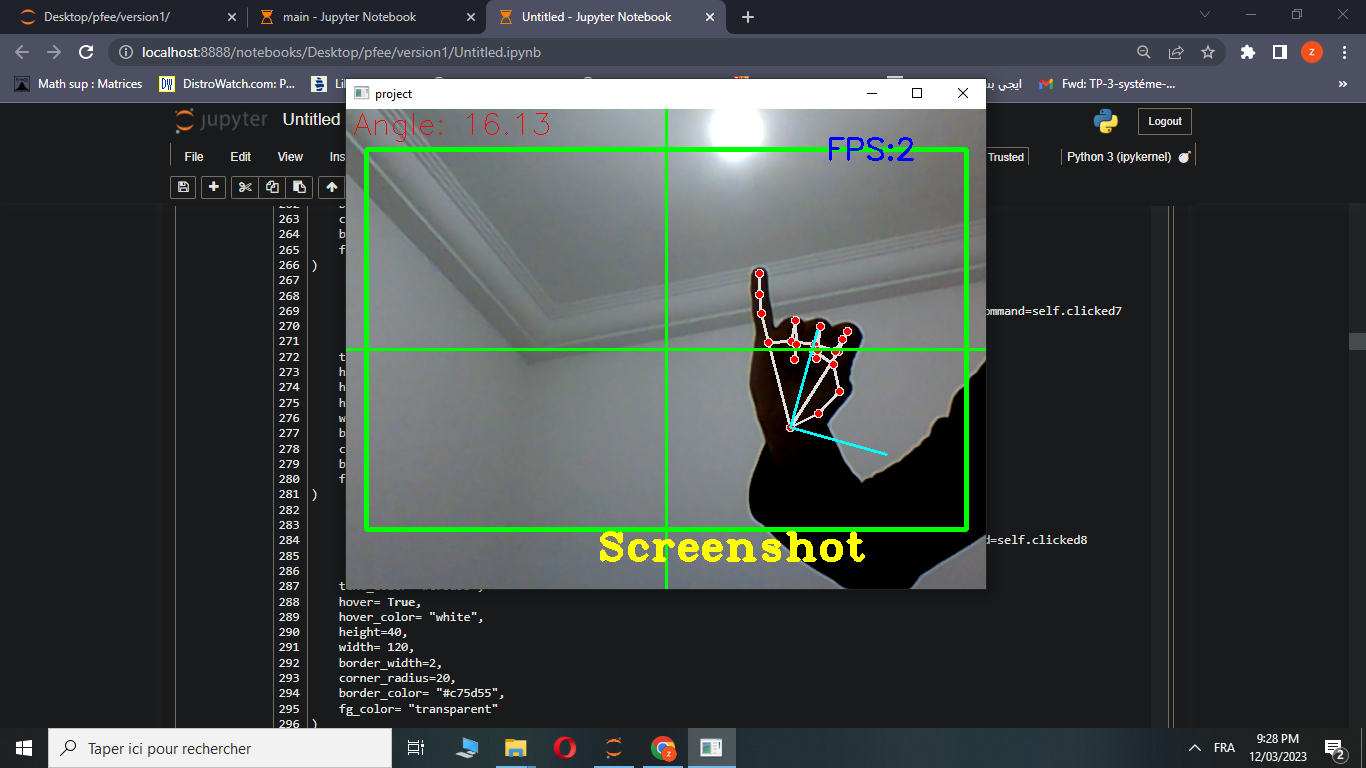 Desktop/pfee/version1/
main - Jupyter Notebook
Untitled - Jupyter Notebook
localhost:8888/notebooks/Desktop/pfee/version1/Untitled.ipynb
z
Math sup : Matrices
DW DistroWatch.com: P...
Fwd: TP-3-systéme-...
»
project
jupyter Untitled
Logout
File Edit View Ins
Trusted
Python 3 (ipykernel)
Angle: 16.13
FPS:2
263 c
264 b
265 f
266 )
267
268
269 ommand=self.clicked7
270
271
272 t
273 h
274 h
275 h
276 w
277 b
278 c
279 b
280 f
281 )
282
283
284 d=self.clicked8
285
286
287
288 hover= True,
289 hover_color= "white",
290 height=40,
291 width= 120,
292 border_width=2,
293 corner_radius=20,
294 border_color= "#c75d55",
295 fg_color= "transparent"
296 )
Screenshot
Taper ici pour rechercher
z
FRA
9:28 PM
12/03/2023
2